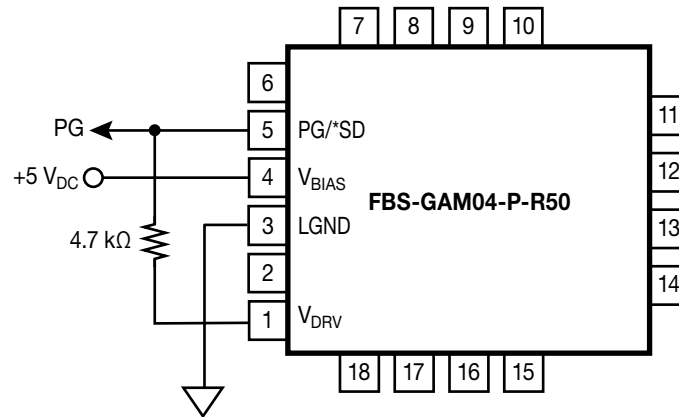 7 8 9 10
6
PG 5 PG/*SD 11
+5 VDC 4 VBIAS 12
FBS-GAM04-P-R50
4.7 kΩ 3 LGND 13
2 14
1 VDRV
18 17 16 15